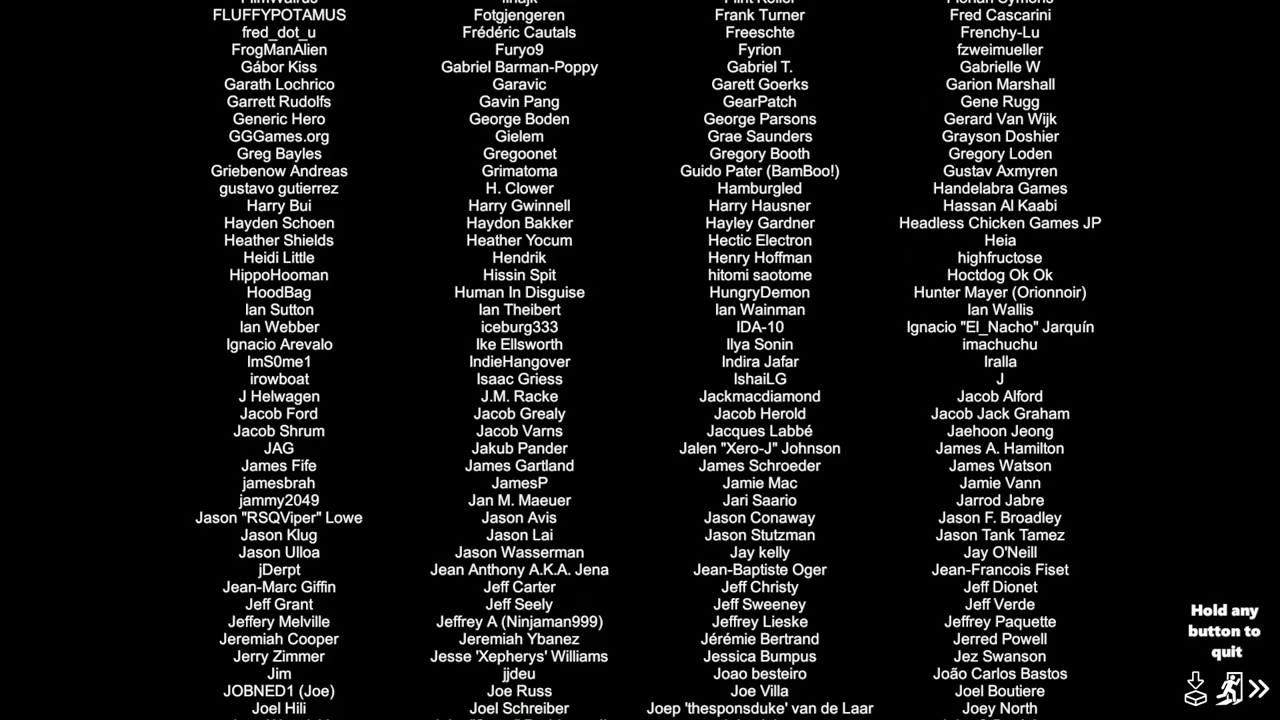 FLUFFYPOTAMUS Fotgjengeren Frank Turner Fred Cascarini
fred_dot_u Frédéric Cautals Freeschte Frenchy-Lu
FrogManAlien Furyo9 Fyrion fzweimueller
Gábor Kiss Gabriel Barman-Poppy Gabriel T. Gabrielle W
Garath Lochrico Garavic Garett Goerks Garion Marshall
Garrett Rudolfs Gavin Pang GearPatch Gene Rugg
Generic Hero George Boden George Parsons Gerard Van Wijk
GGGames.org Gielem Grae Saunders Grayson Doshier
Greg Bayles Gregoonet Gregory Booth Gregory Loden
Griebenow Andreas Grimatoma Guido Pater (BamBoo!) Gustav Axmyren
gustavo gutierrez H. Clower Hamburgled Handelabra Games
Harry Bui Harry Gwinnell Harry Hausner Hassan Al Kaabi
Hayden Schoen Haydon Bakker Hayley Gardner Headless Chicken Games JP
Heather Shields Heather Yocum Hectic Electron Heia
Heidi Little Hendrik Henry Hoffman highfructose
HippoHooman Hissin Spit hitomi saotome Hoctdog Ok Ok
HoodBag Human In Disguise HungryDemon Hunter Mayer (Orionnoir)
Ian Sutton Ian Theibert Ian Wainman Ian Wallis
Ian Webber iceburg333 IDA-10 Ignacio "El_Nacho" Jarquín
Ignacio Arevalo Ike Ellsworth Ilya Sonin imachuchu
ImS0me1 IndieHangover Indira Jafar Iralla
irowboat Isaac Griess IshaiLG J
J Helwagen J.M. Racke Jackmacdiamond Jacob Alford
Jacob Ford Jacob Grealy Jacob Herold Jacob Jack Graham
Jacob Shrum Jacob Varns Jacques Labbé Jaehoon Jeong
JAG Jakub Pander Jalen "Xero-J" Johnson James A. Hamilton
James Fife James Gartland James Schroeder James Watson
jamesbrah JamesP Jamie Mac Jamie Vann
jammy2049 Jan M. Maeuer Jari Saario Jarrod Jabre
Jason "RSQViper" Lowe Jason Avis Jason Conaway Jason F. Broadley
Jason Klug Jason Lai Jason Stutzman Jason Tank Tamez
Jason Ulloa Jason Wasserman Jay kelly Jay O'Neill
jDerpt Jean Anthony A.K.A. Jena Jean-Baptiste Oger Jean-Francois Fiset
Jean-Marc Giffin Jeff Carter Jeff Christy Jeff Dionet
Jeff Grant Jeff Seely Jeff Sweeney Jeff Verde
Jeffery Melville Jeffrey A (Ninjaman999) Jeffrey Lieske Jeffrey Paquette
Jeremiah Cooper Jeremiah Ybanez Jérémie Bertrand Jerred Powell
Jerry Zimmer Jesse 'Xepherys' Williams Jessica Bumpus Jez Swanson
Jim jjdeu Joao besteiro João Carlos Bastos
JOBNED1 (Joe) Joe Russ Joe Villa Joel Boutiere
Joel Hili Joel Schreiber Joep 'thesponsduke' van de Laar Joey North
Hold any
button to
quit